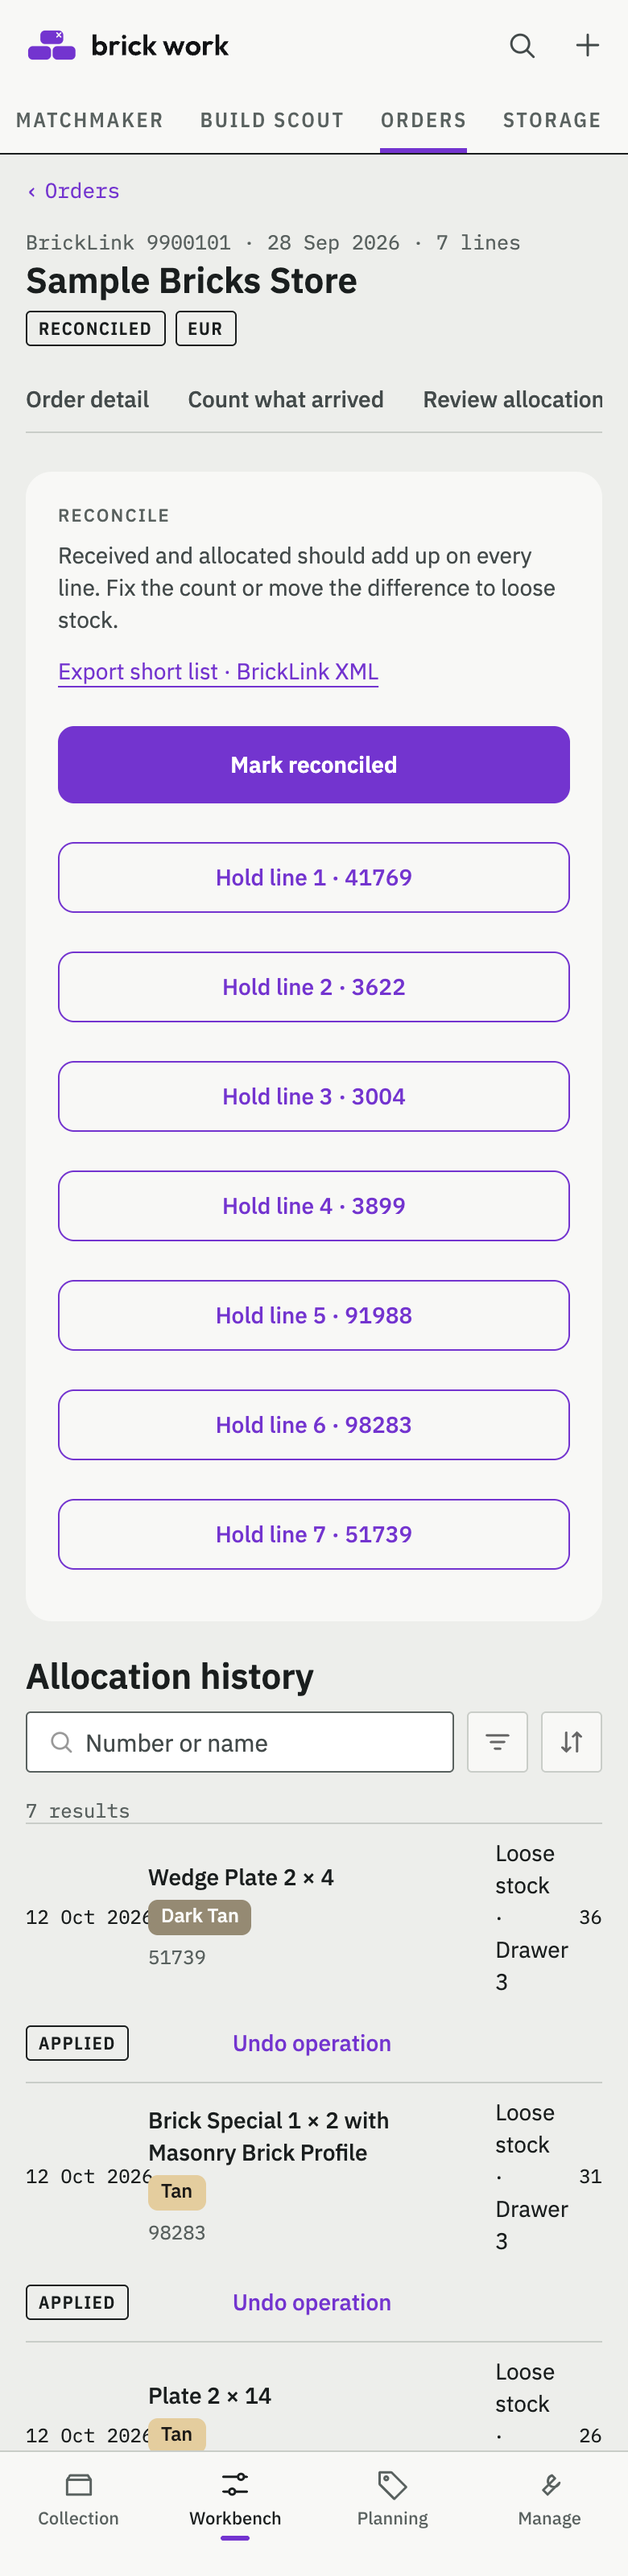 brick work
MATCHMAKER BUILD SCOUT ORDERS STORAGE
‹ Orders
BrickLink 9900101 · 28 Sep 2026 · 7 lines
Sample Bricks Store
RECONCILED EUR
Order detail Count what arrived Review allocation
RECONCILE
Received and allocated should add up on every
line. Fix the count or move the difference to loose
stock.
Export short list · BrickLink XML
Mark reconciled
Hold line 1 · 41769
Hold line 2 · 3622
Hold line 3 · 3004
Hold line 4 · 3899
Hold line 5 · 91988
Hold line 6 · 98283
Hold line 7 · 51739
Allocation history
Number or name
7 results
12 Oct 2026
Wedge Plate 2 × 4
Dark Tan
51739
Loose
stock
·
Drawer
3
36
APPLIED Undo operation
12 Oct 2026
Brick Special 1 × 2 with
Masonry Brick Profile
Tan
98283
Loose
stock
·
Drawer
3
31
APPLIED Undo operation
12 Oct 2026
Plate 2 × 14
Tan
Loose
stock
·
26
Collection Workbench Planning Manage